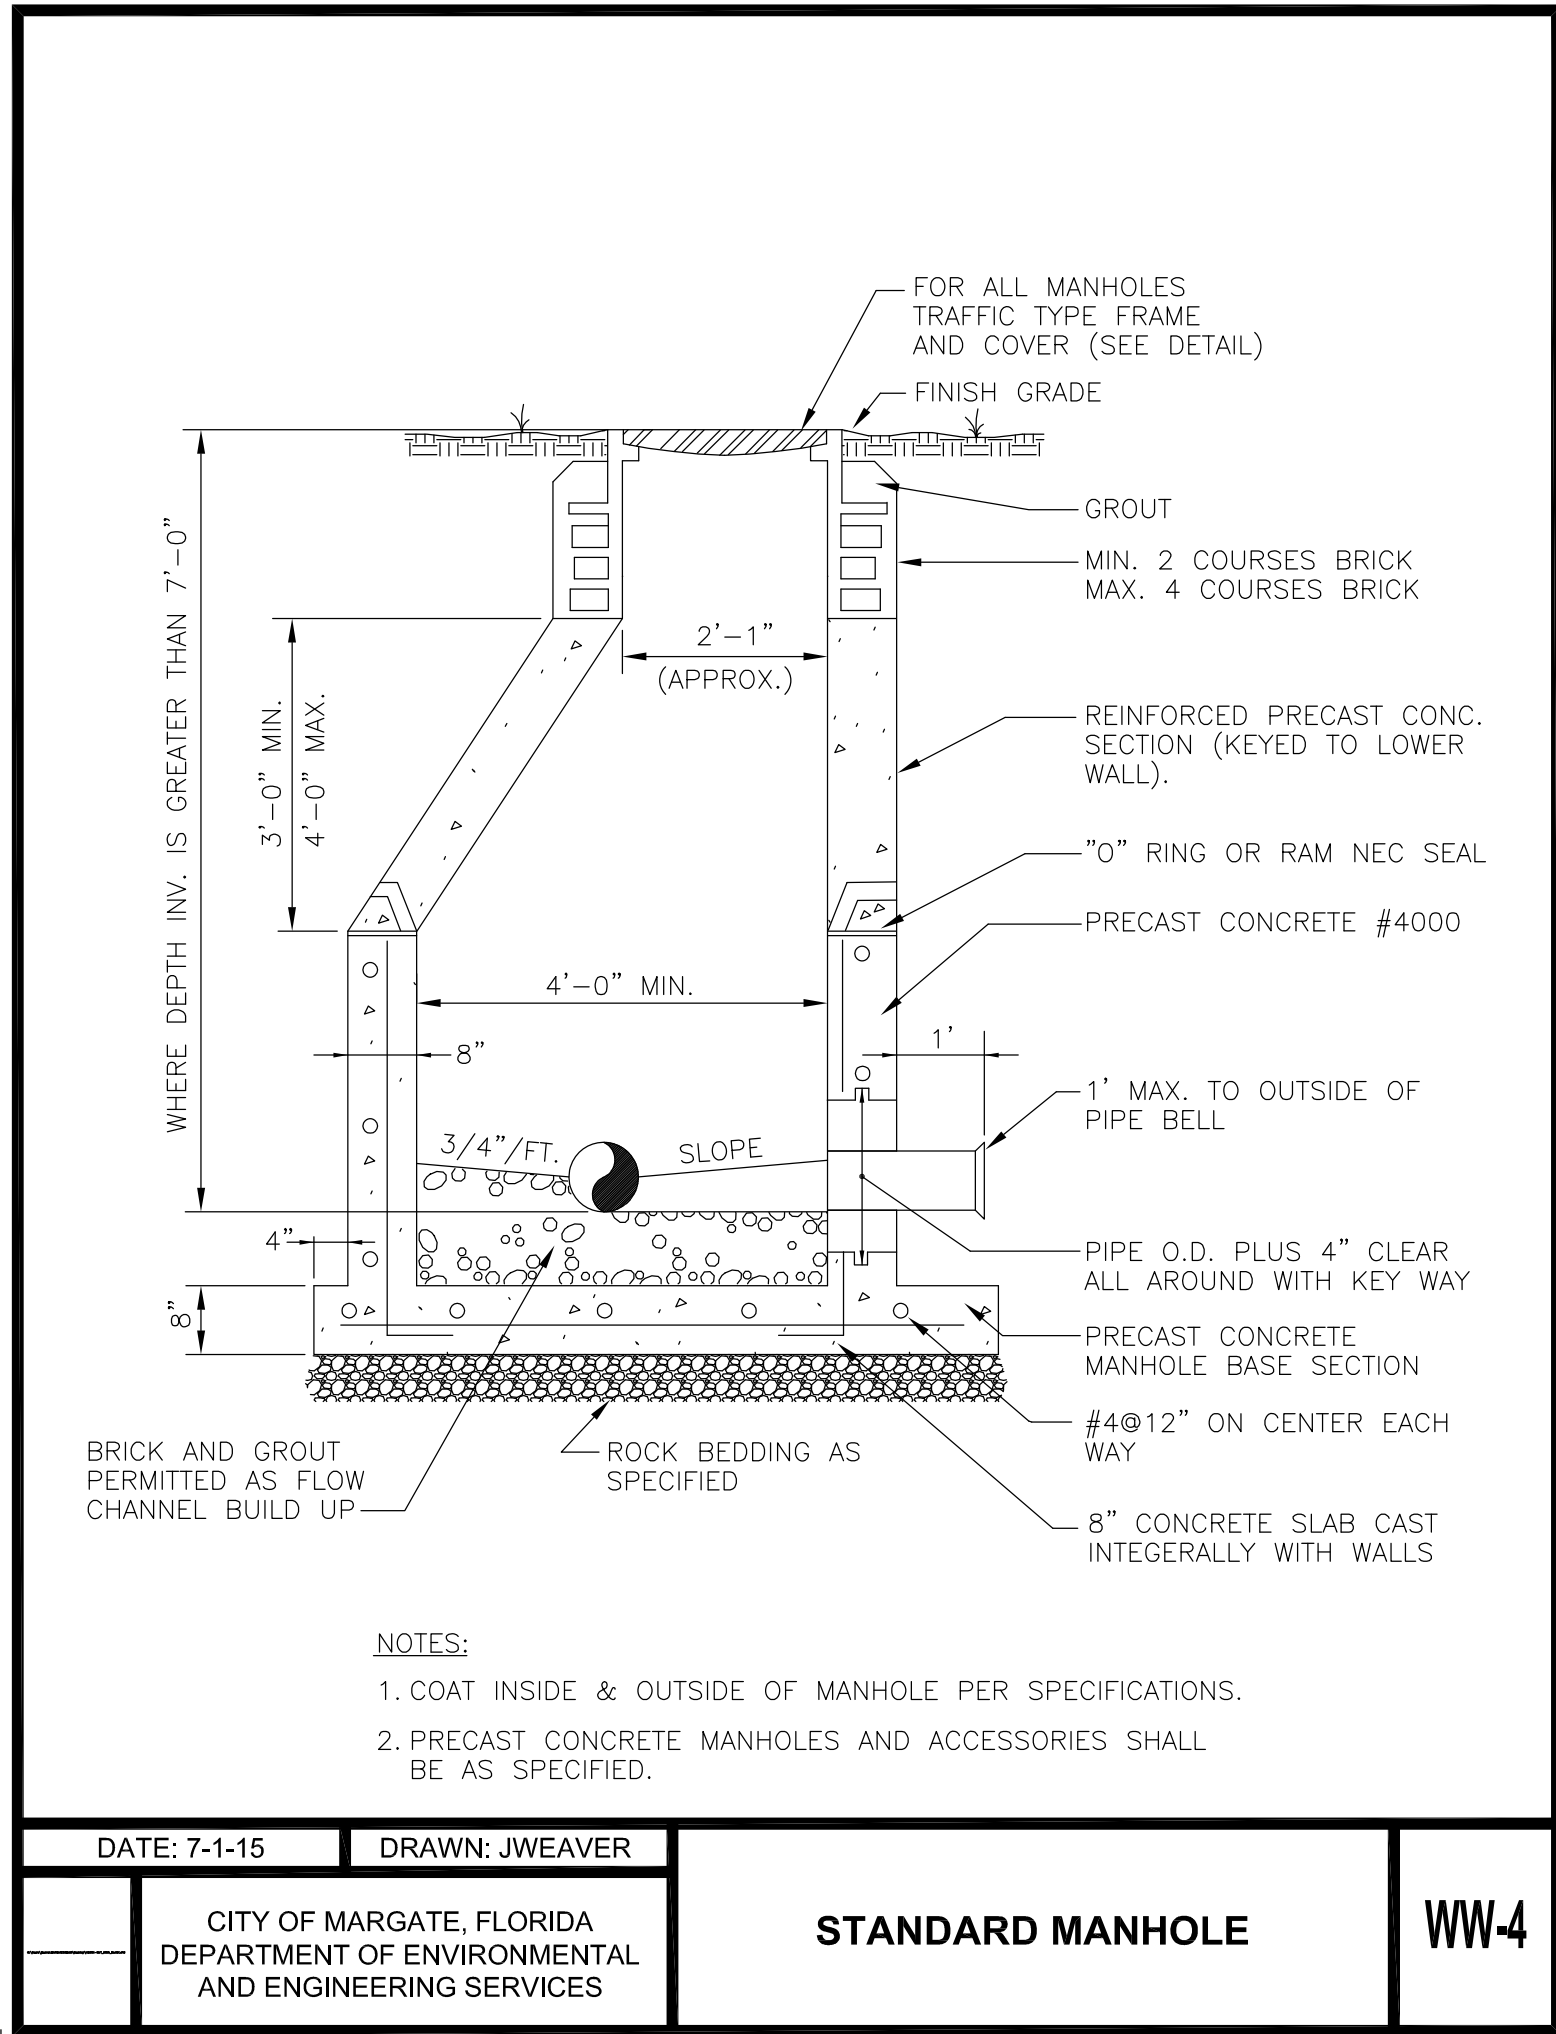 FOR ALL MANHOLES
TRAFFIC TYPE FRAME
AND COVER (SEE DETAIL)
FINISH GRADE
GROUT
MIN. 2 COURSES BRICK
MAX. 4 COURSES BRICK
WHERE DEPTH INV. IS GREATER THAN 7'-0"
3'-0" MIN.
4'-0" MAX.
2'-1"
(APPROX.)
REINFORCED PRECAST CONC.
SECTION (KEYED TO LOWER
WALL).
"O" RING OR RAM NEC SEAL
PRECAST CONCRETE #4000
4'-0" MIN.
8"
1'
1' MAX. TO OUTSIDE OF
PIPE BELL
3/4"/FT.
SLOPE
4"
8"
PIPE O.D. PLUS 4" CLEAR
ALL AROUND WITH KEY WAY
PRECAST CONCRETE
MANHOLE BASE SECTION
#4@12" ON CENTER EACH
WAY
BRICK AND GROUT
PERMITTED AS FLOW
CHANNEL BUILD UP
ROCK BEDDING AS
SPECIFIED
8" CONCRETE SLAB CAST
INTEGERALLY WITH WALLS
NOTES:
1. COAT INSIDE & OUTSIDE OF MANHOLE PER SPECIFICATIONS.
2. PRECAST CONCRETE MANHOLES AND ACCESSORIES SHALL
BE AS SPECIFIED.
DATE: 7-1-15
DRAWN: JWEAVER
CITY OF MARGATE, FLORIDA
DEPARTMENT OF ENVIRONMENTAL
AND ENGINEERING SERVICES
STANDARD MANHOLE
WW-4